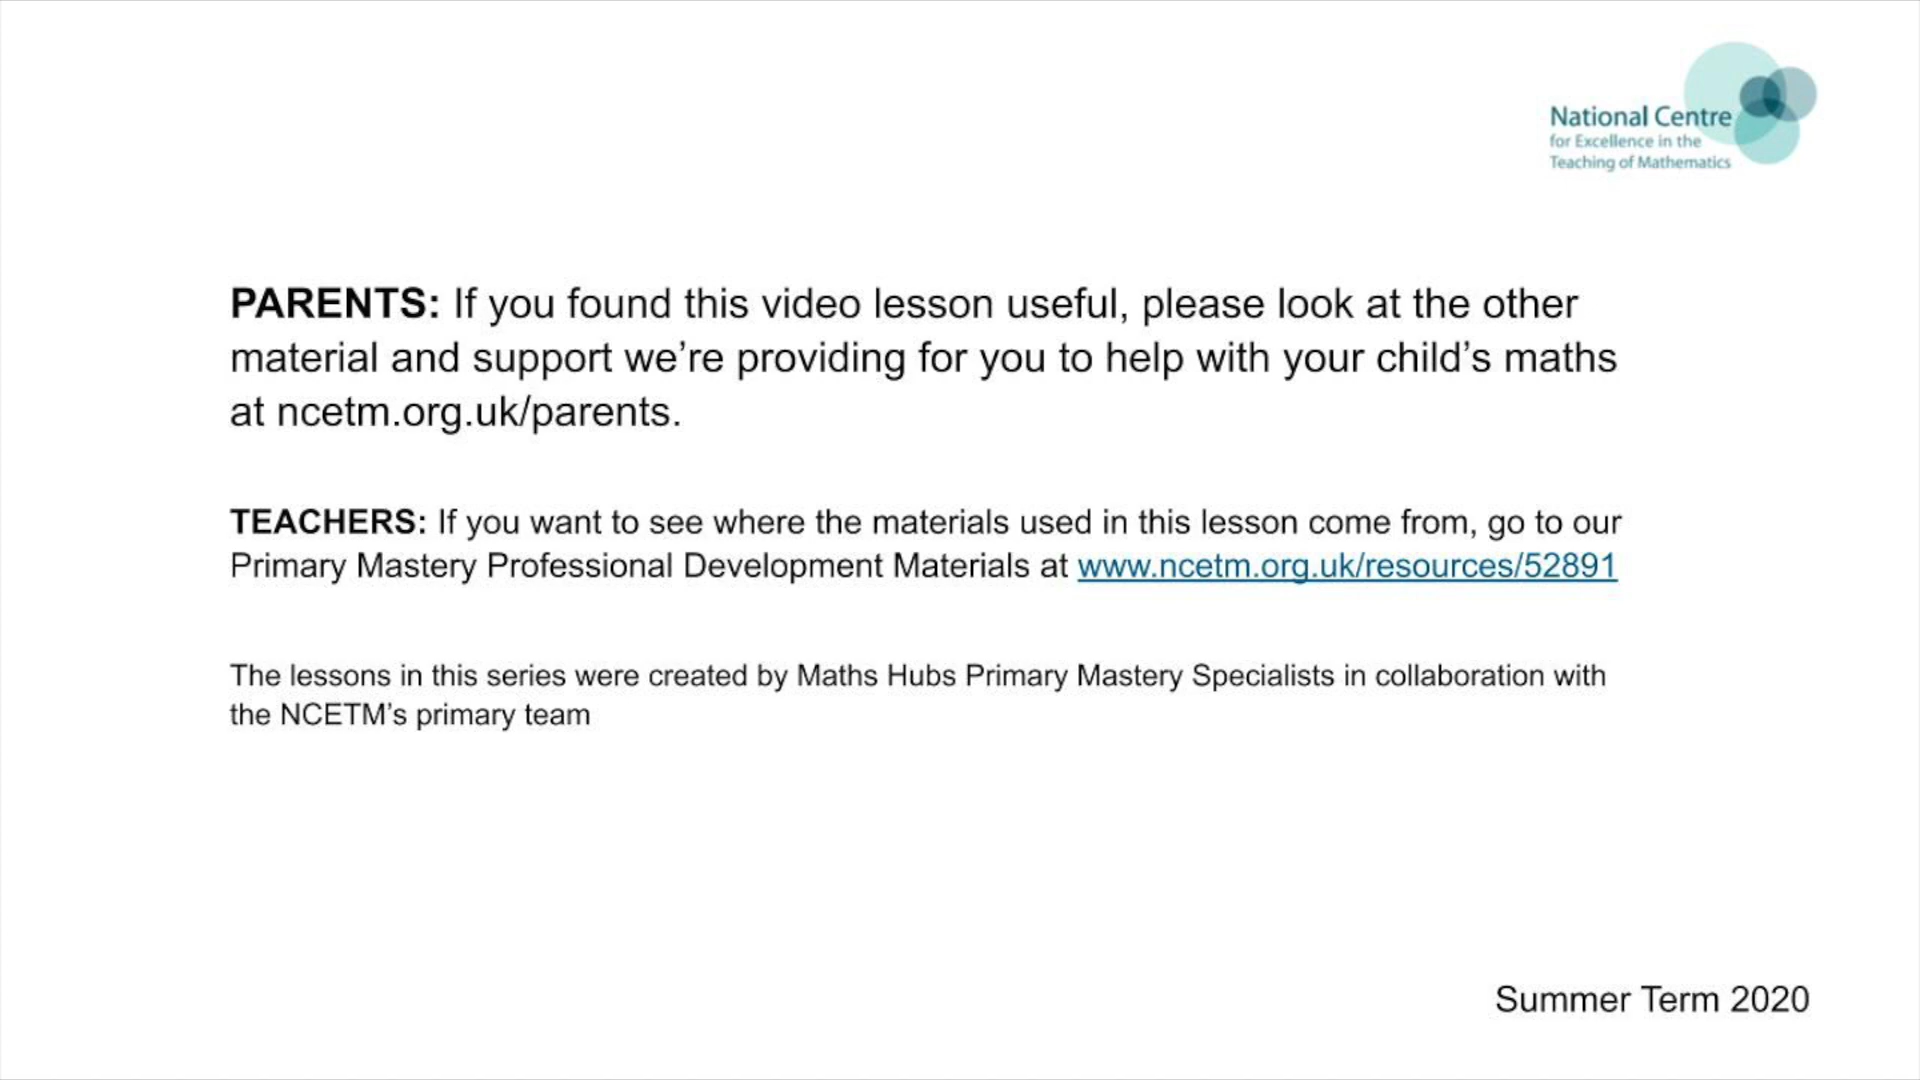 National Centre
for Excellence in the
Teaching of Mathematics
PARENTS: If you found this video lesson useful, please look at the other
material and support we’re providing for you to help with your child’s maths
at ncetm.org.uk/parents.
TEACHERS: If you want to see where the materials used in this lesson come from, go to our
Primary Mastery Professional Development Materials at www.ncetm.org.uk/resources/52891
The lessons in this series were created by Maths Hubs Primary Mastery Specialists in collaboration with
the NCETM’s primary team
Summer Term 2020